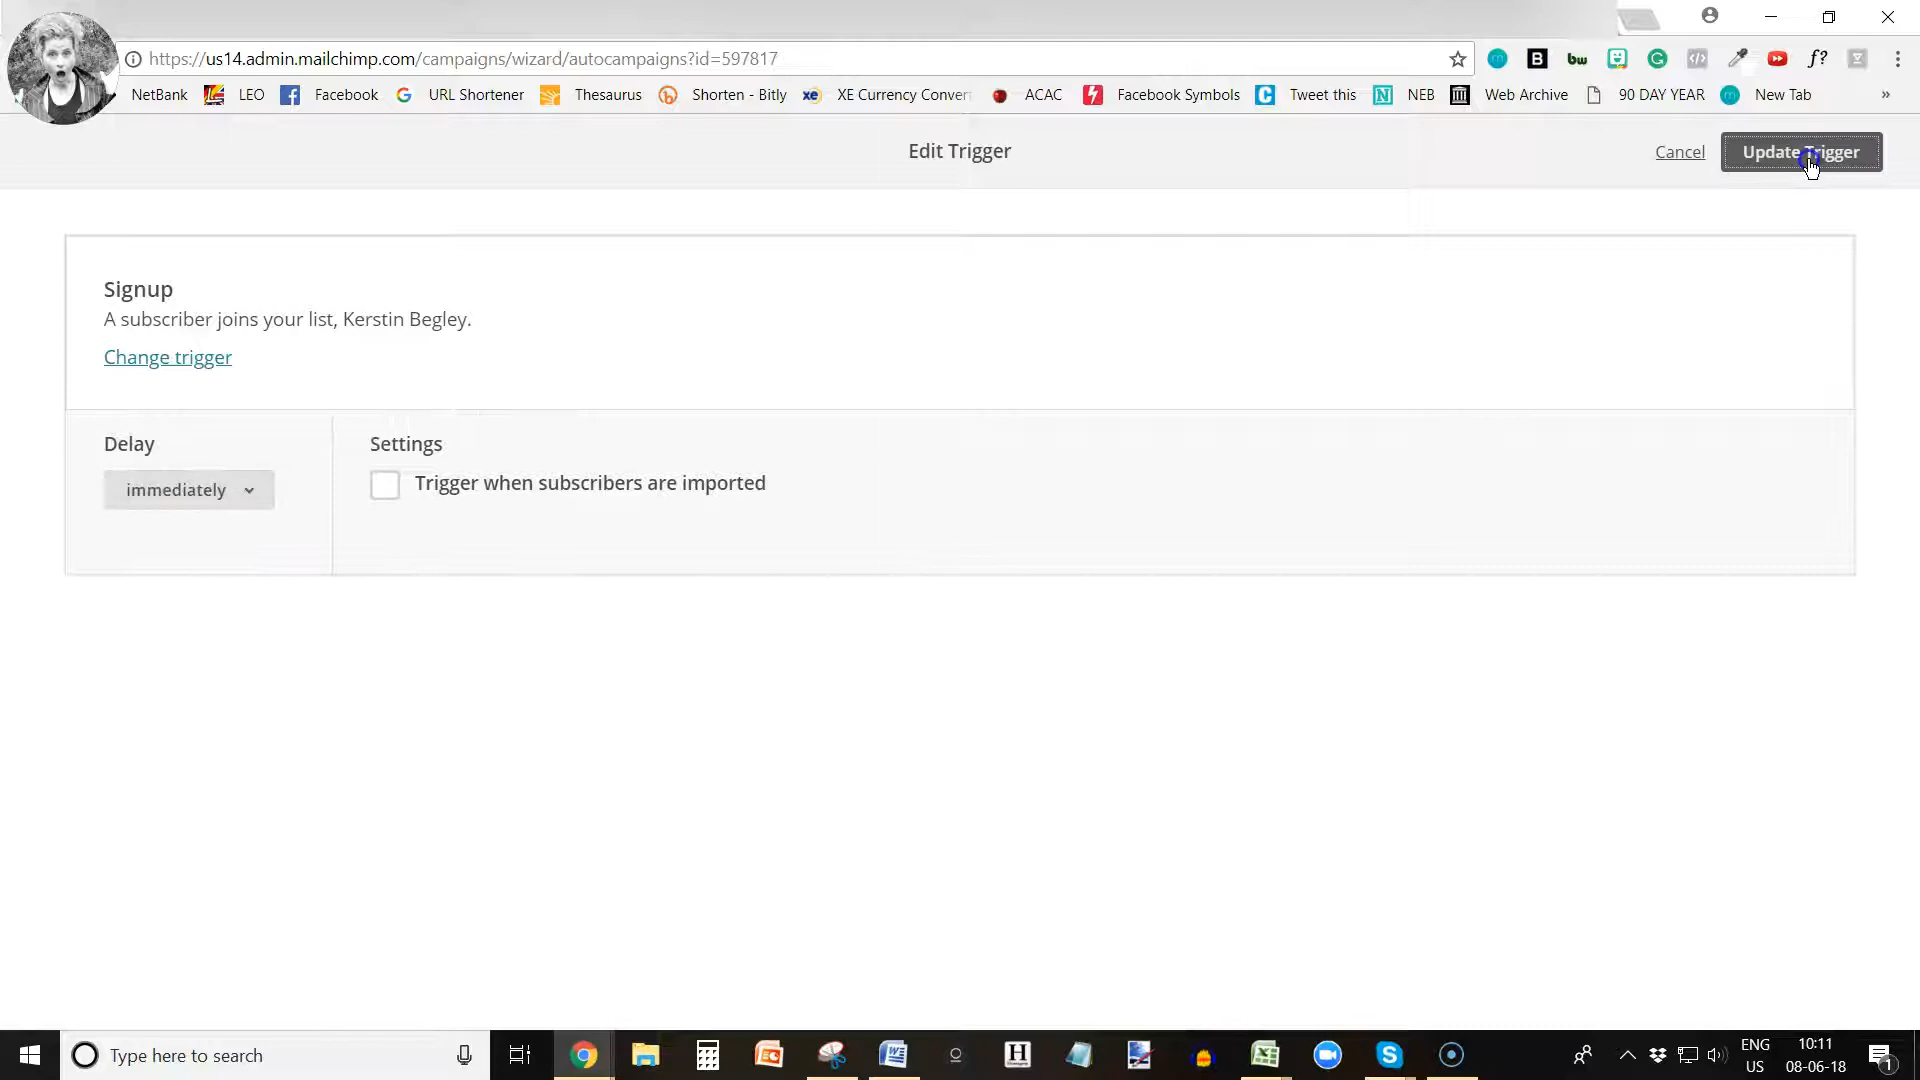 https://us14.admin.mailchimp.com/campaigns/wizard/autocampaigns?id=597817
B bw f?
NetBank LEO Facebook URL Shortener Thesaurus Shorten - Bitly XE Currency Conver ACAC Facebook Symbols Tweet this NEB Web Archive 90 DAY YEAR New Tab »
Edit Trigger
Cancel
Update Trigger
Signup
A subscriber joins your list, Kerstin Begley.
Change trigger
Delay
immediately
Settings
Trigger when subscribers are imported
Type here to search
ENG
US
10:11
08-06-18
1